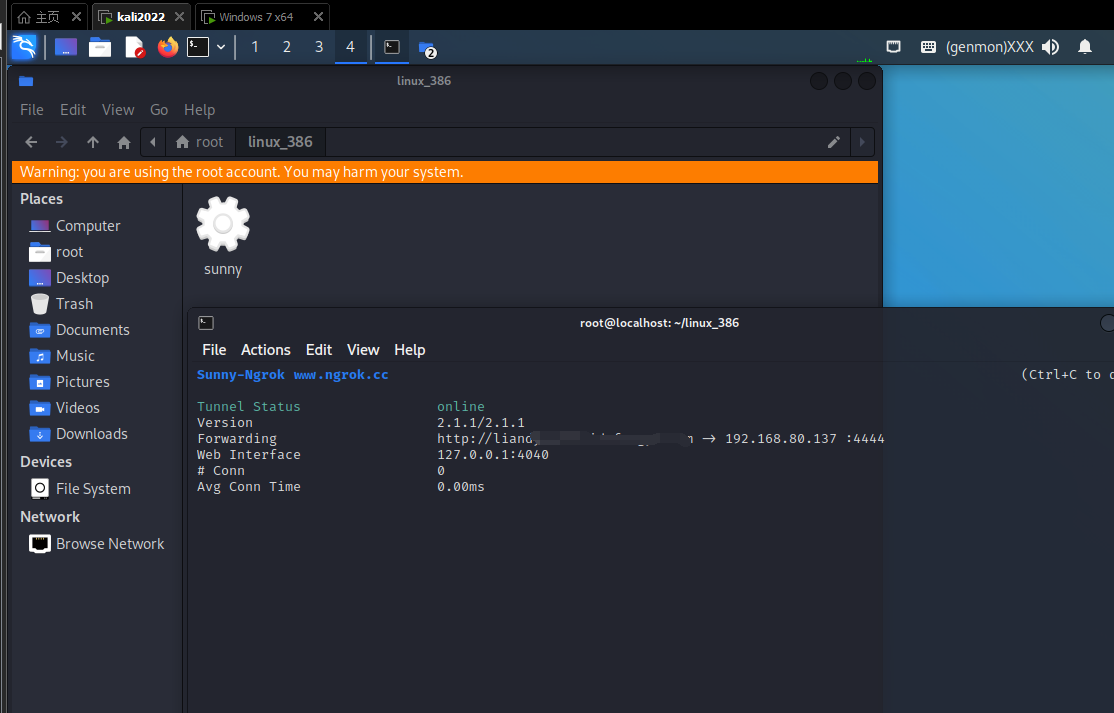 主页 kali2022 Windows 7 x64
1 2 3 4 2 (genmon)XXX
linux_386
File Edit View Go Help
root linux_386
Warning: you are using the root account. You may harm your system.
Places
Computer
root
Desktop
Trash
Documents
Music
Pictures
Videos
Downloads
Devices
File System
Network
Browse Network
sunny
root@localhost: ~/linux_386
File Actions Edit View Help
Sunny-Ngrok www.ngrok.cc (Ctrl+C to
Tunnel Status online
Version 2.1.1/2.1.1
Forwarding -> 192.168.80.137 :4444
Web Interface 127.0.0.1:4040
# Conn 0
Avg Conn Time 0.00ms